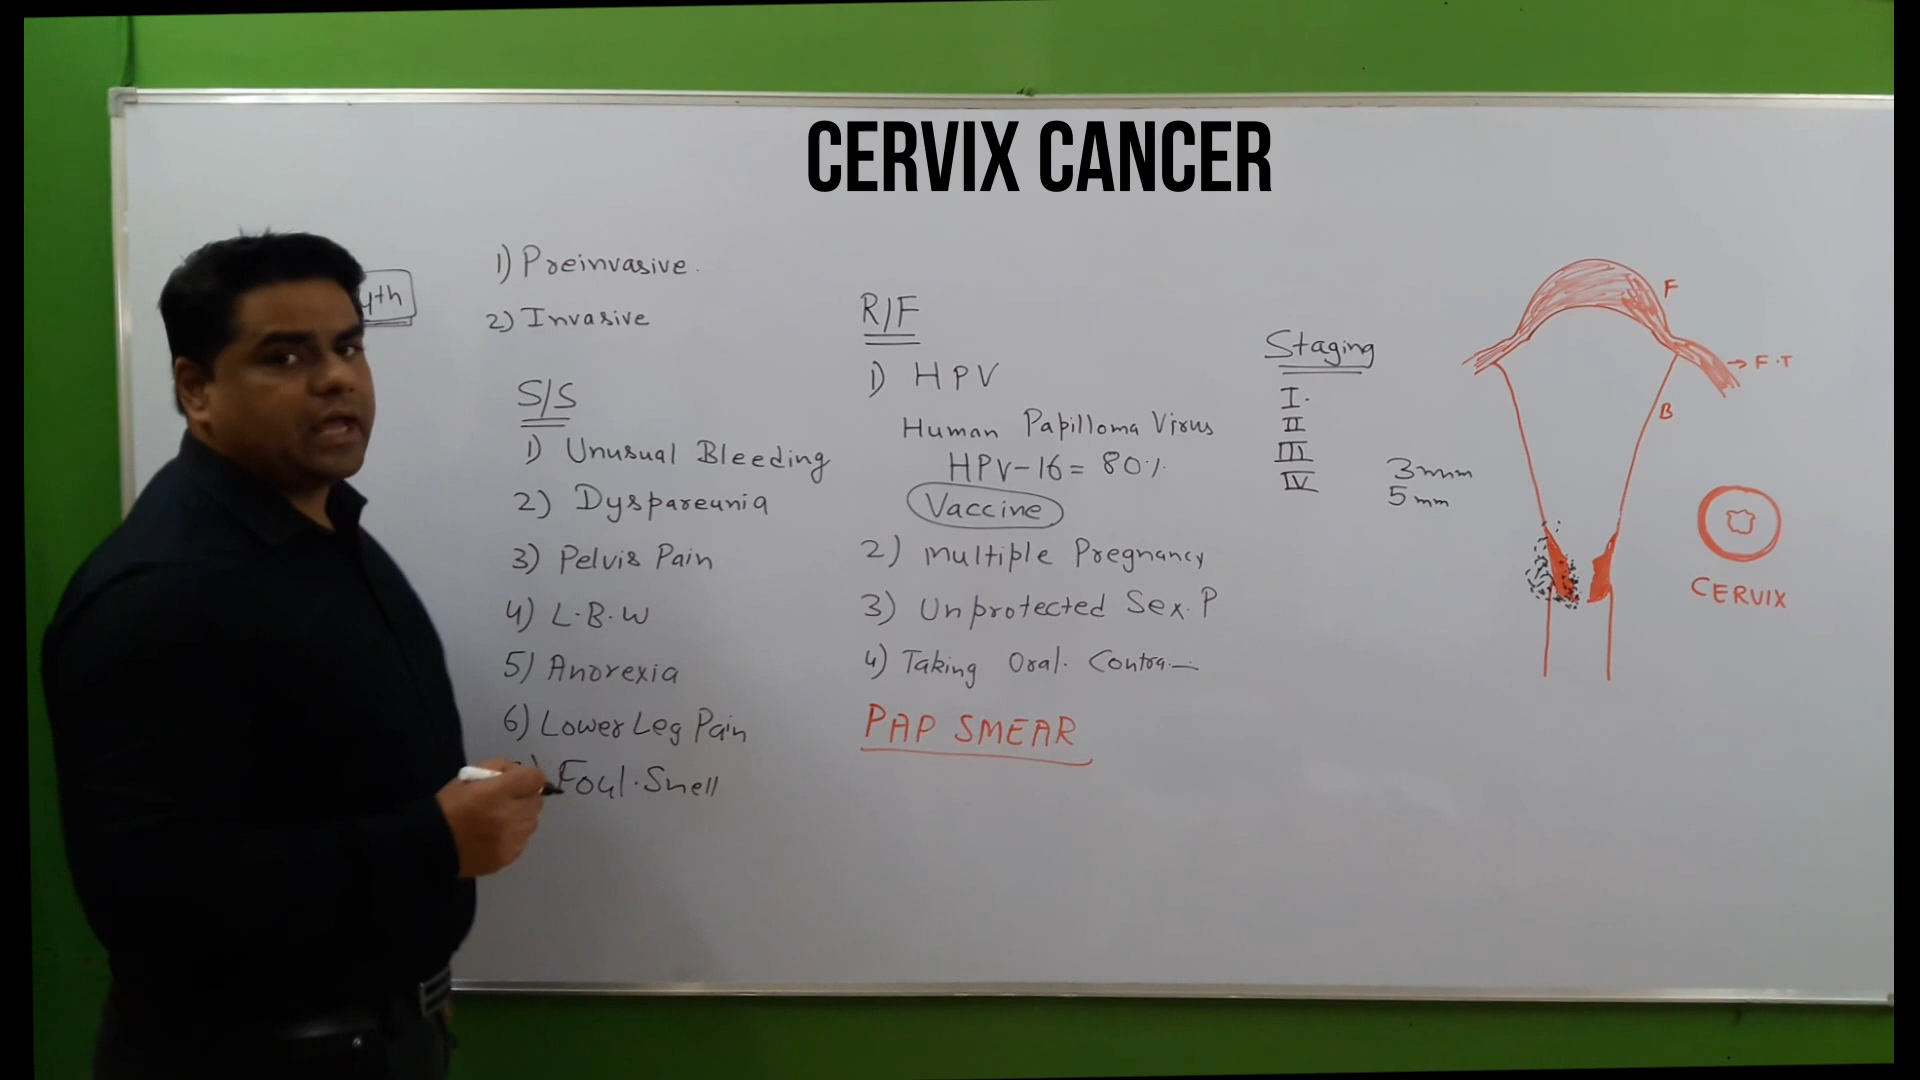 CERVIX CANCER
4th
1) Preinvasive.
2) Invasive
S/S
1) Unusual Bleeding
2) Dyspareunia
3) Pelvis Pain
4) L.B.W
5) Anorexia
6) Lower Leg Pain
) Foul. Smell
R/F
1) HPV
Human Papilloma Virus
HPV-16 = 80%
Vaccine
2) Multiple Pregnancy
3) Unprotected Sex. P
4) Taking Oral. Contra.—
PAP SMEAR
Staging
I.
II
III
IV
3mm
5mm
F
→ F.T
B
CERVIX